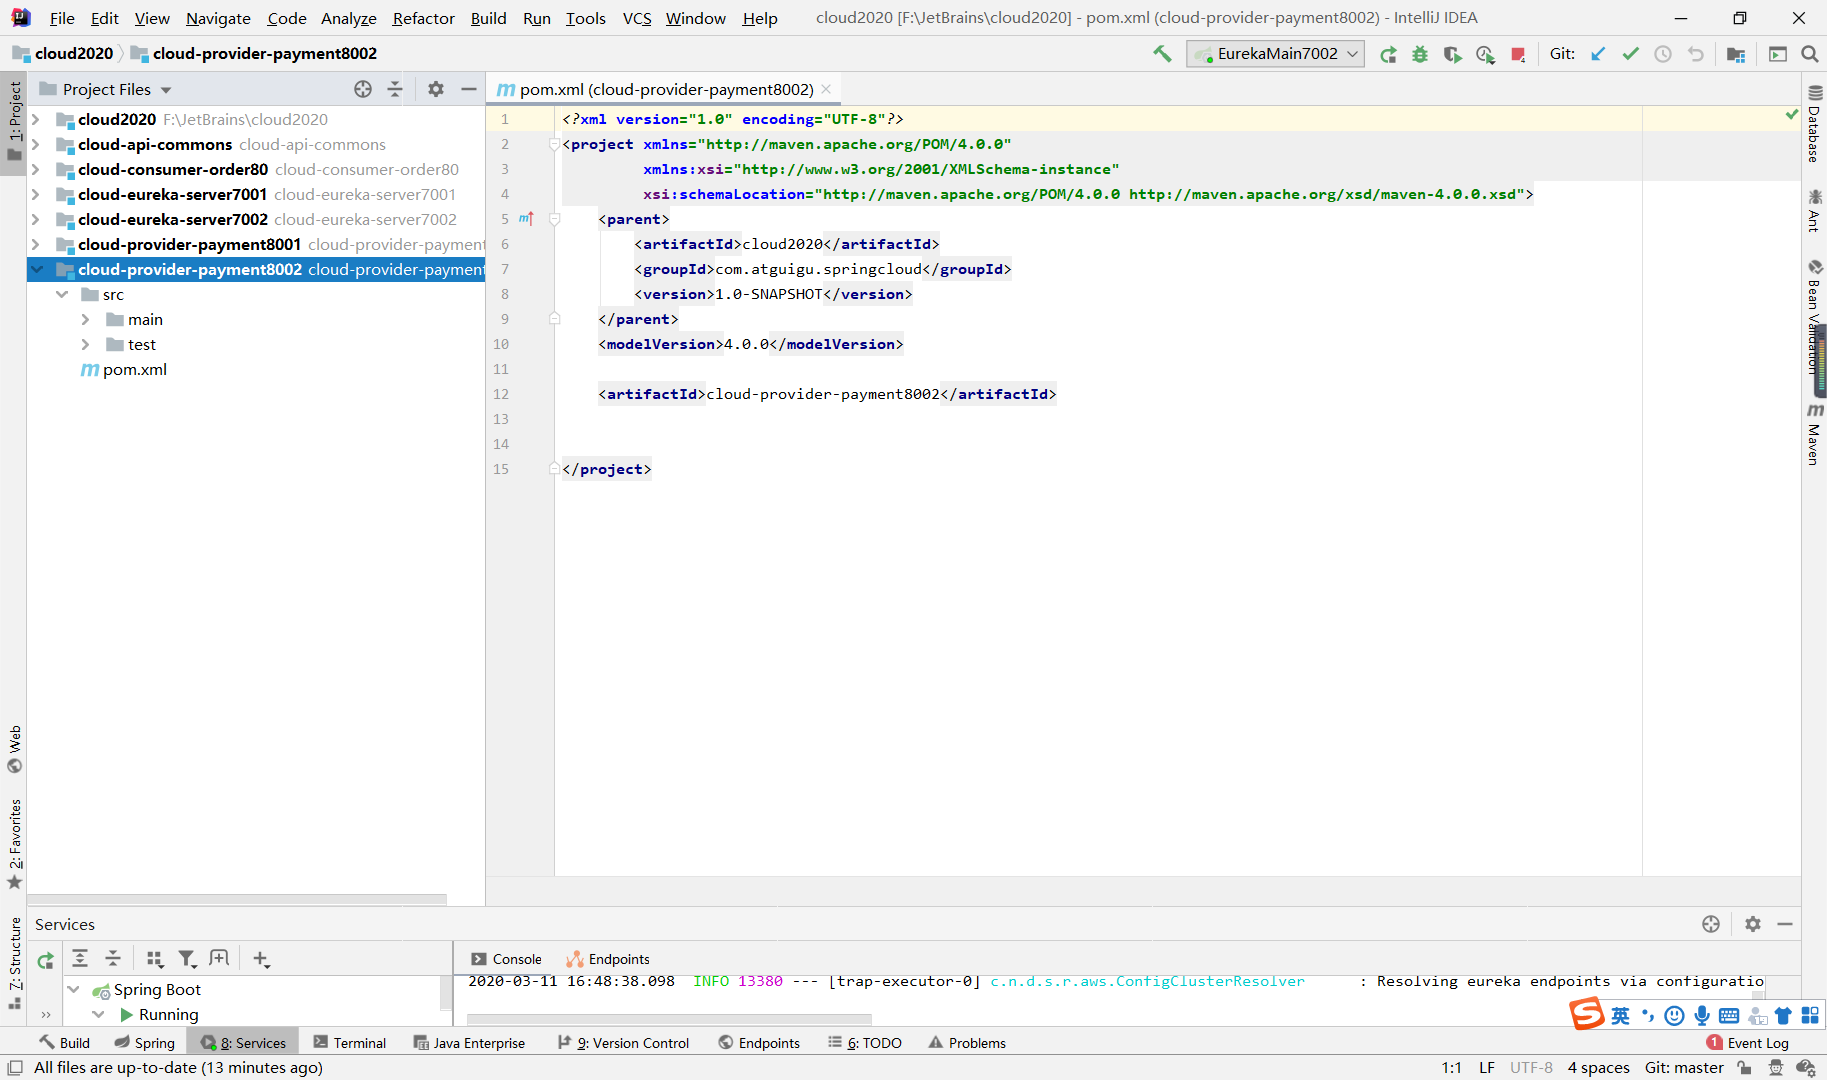 File Edit View Navigate Code Analyze Refactor Build Run Tools VCS Window Help cloud2020 [F:\JetBrains\cloud2020] - pom.xml (cloud-provider-payment8002) - IntelliJ IDEA
cloud2020 cloud-provider-payment8002 EurekaMain7002 Git:
1: Project
Project Files
pom.xml (cloud-provider-payment8002)
cloud2020 F:\JetBrains\cloud2020
cloud-api-commons cloud-api-commons
cloud-consumer-order80 cloud-consumer-order80
cloud-eureka-server7001 cloud-eureka-server7001
cloud-eureka-server7002 cloud-eureka-server7002
cloud-provider-payment8001 cloud-provider-payment
cloud-provider-payment8002 cloud-provider-payment
src
main
test
pom.xml
1 <?xml version="1.0" encoding="UTF-8"?>
2 <project xmlns="http://maven.apache.org/POM/4.0.0"
3 xmlns:xsi="http://www.w3.org/2001/XMLSchema-instance"
4 xsi:schemaLocation="http://maven.apache.org/POM/4.0.0 http://maven.apache.org/xsd/maven-4.0.0.xsd">
5 <parent>
6 <artifactId>cloud2020</artifactId>
7 <groupId>com.atguigu.springcloud</groupId>
8 <version>1.0-SNAPSHOT</version>
9 </parent>
10 <modelVersion>4.0.0</modelVersion>
11
12 <artifactId>cloud-provider-payment8002</artifactId>
13
14
15 </project>
Database
Ant
Bean Validation
Maven
Web
2: Favorites
7: Structure
Services
Console Endpoints
Spring Boot
Running
2020-03-11 16:48:38.098 INFO 13380 --- [trap-executor-0] c.n.d.s.r.aws.ConfigClusterResolver : Resolving eureka endpoints via configuratio
英
Build Spring 8: Services Terminal Java Enterprise 9: Version Control Endpoints 6: TODO Problems 1 Event Log
All files are up-to-date (13 minutes ago) 1:1 LF UTF-8 4 spaces Git: master